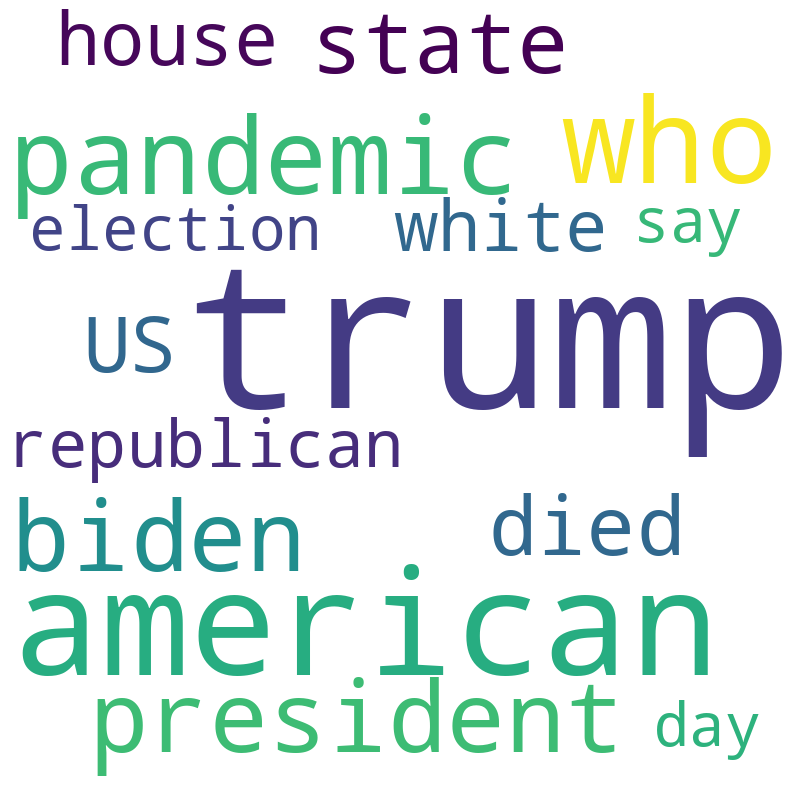 house state
pandemic who
election white say
US trump
republican
biden died
american
president day